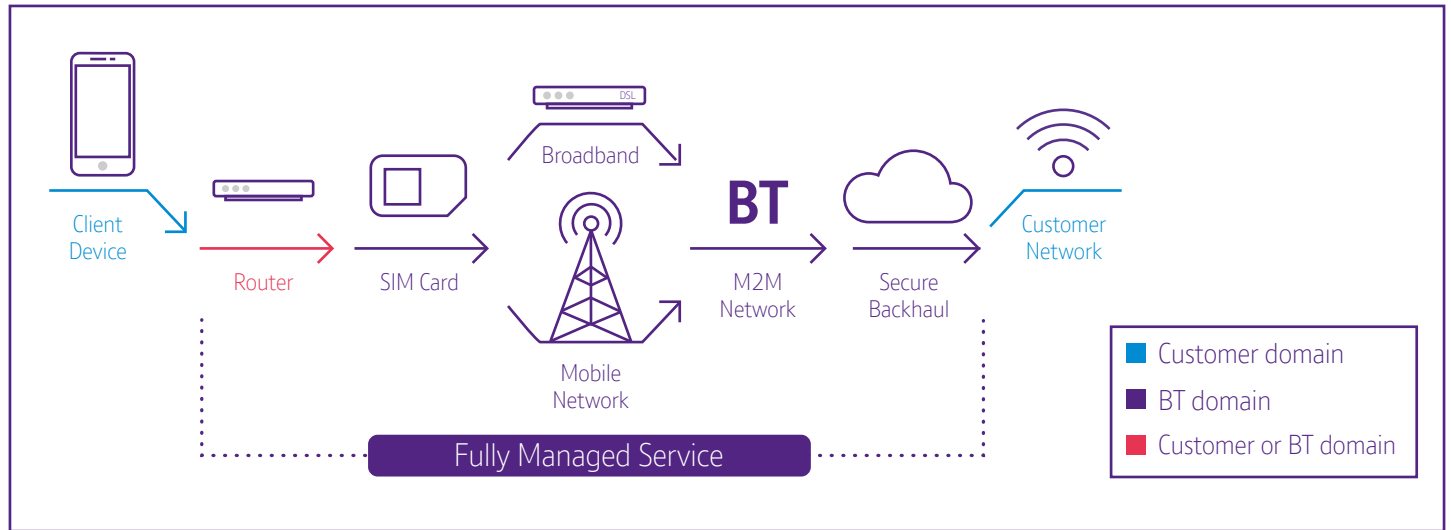 Client
Device
Router
SIM Card
DSL
Broadband
Mobile
Network
BT
M2M
Network
Secure
Backhaul
Customer
Network
Fully Managed Service
Customer domain
BT domain
Customer or BT domain